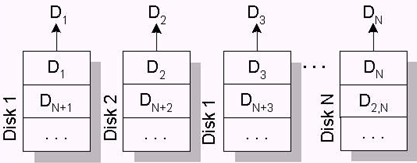 D1 D2 D3 DN
Disk 1 D1 Disk 2 D2 Disk 1 D3 ... Disk N DN
DN+1 DN+2 DN+3 D2,N
. . . . . . . . . . . .